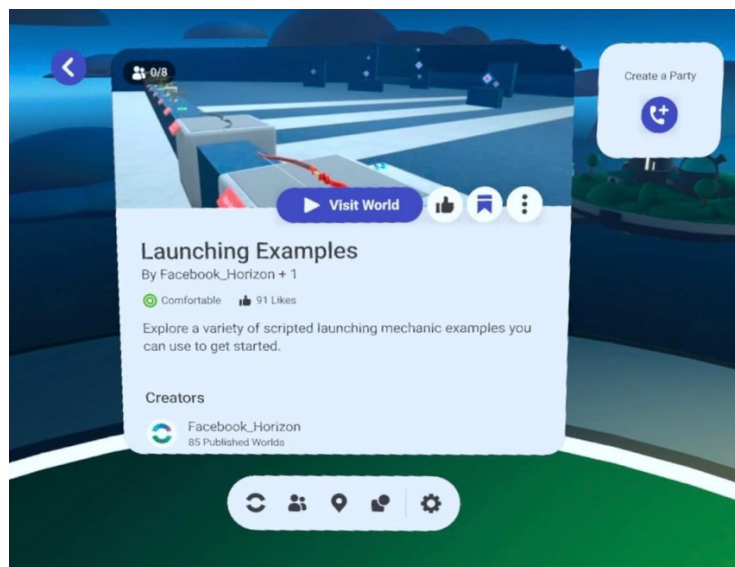 0/8
Create a Party
Visit World
Launching Examples
By Facebook_Horizon + 1
Comfortable 91 Likes
Explore a variety of scripted launching mechanic examples you
can use to get started.
Creators
Facebook_Horizon
85 Published Worlds